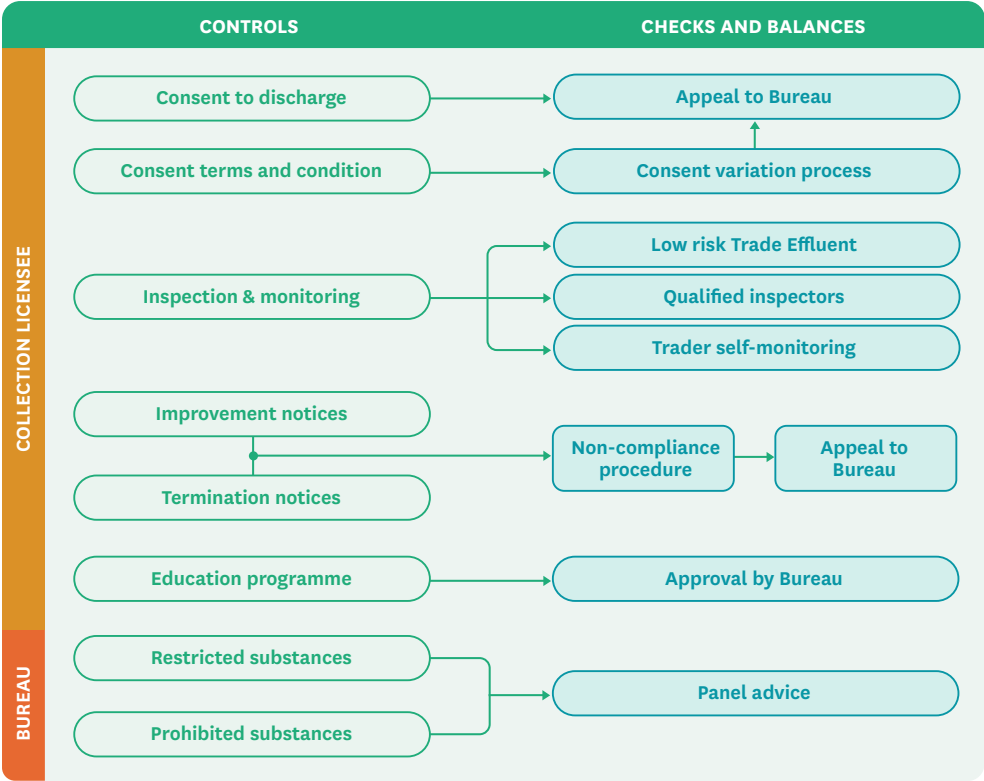 CONTROLS
CHECKS AND BALANCES
COLLECTION LICENSEE
Consent to discharge
Appeal to Bureau
Consent terms and condition
Consent variation process
Inspection & monitoring
Low risk Trade Effluent
Qualified inspectors
Trader self-monitoring
Improvement notices
Termination notices
Non-compliance
procedure
Appeal to
Bureau
Education programme
Approval by Bureau
BUREAU
Restricted substances
Prohibited substances
Panel advice